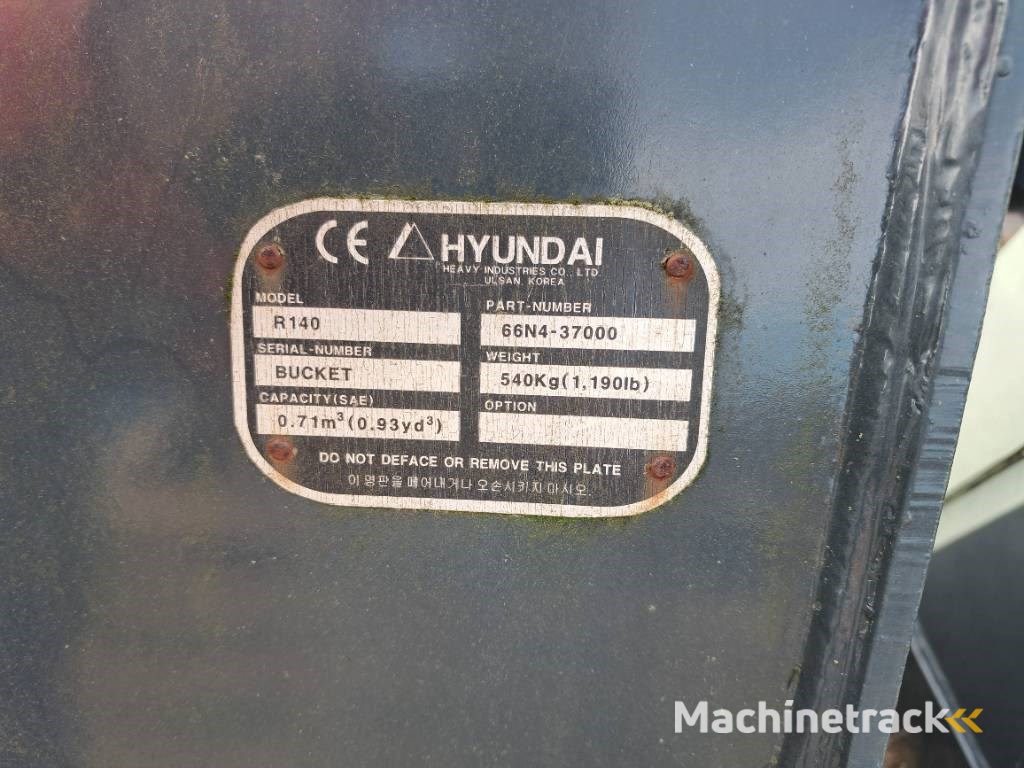 CE HYUNDAI
HEAVY INDUSTRIES CO., LTD.
ULSAN, KOREA
MODEL PART-NUMBER
R140 66N4-37000
SERIAL-NUMBER WEIGHT
BUCKET 540Kg(1,190lb)
CAPACITY(SAE) OPTION
0.71m³(0.93yd³)
DO NOT DEFACE OR REMOVE THIS PLATE
이 명판을 떼어내거나 오손시키지 마시오.
Machinetrack